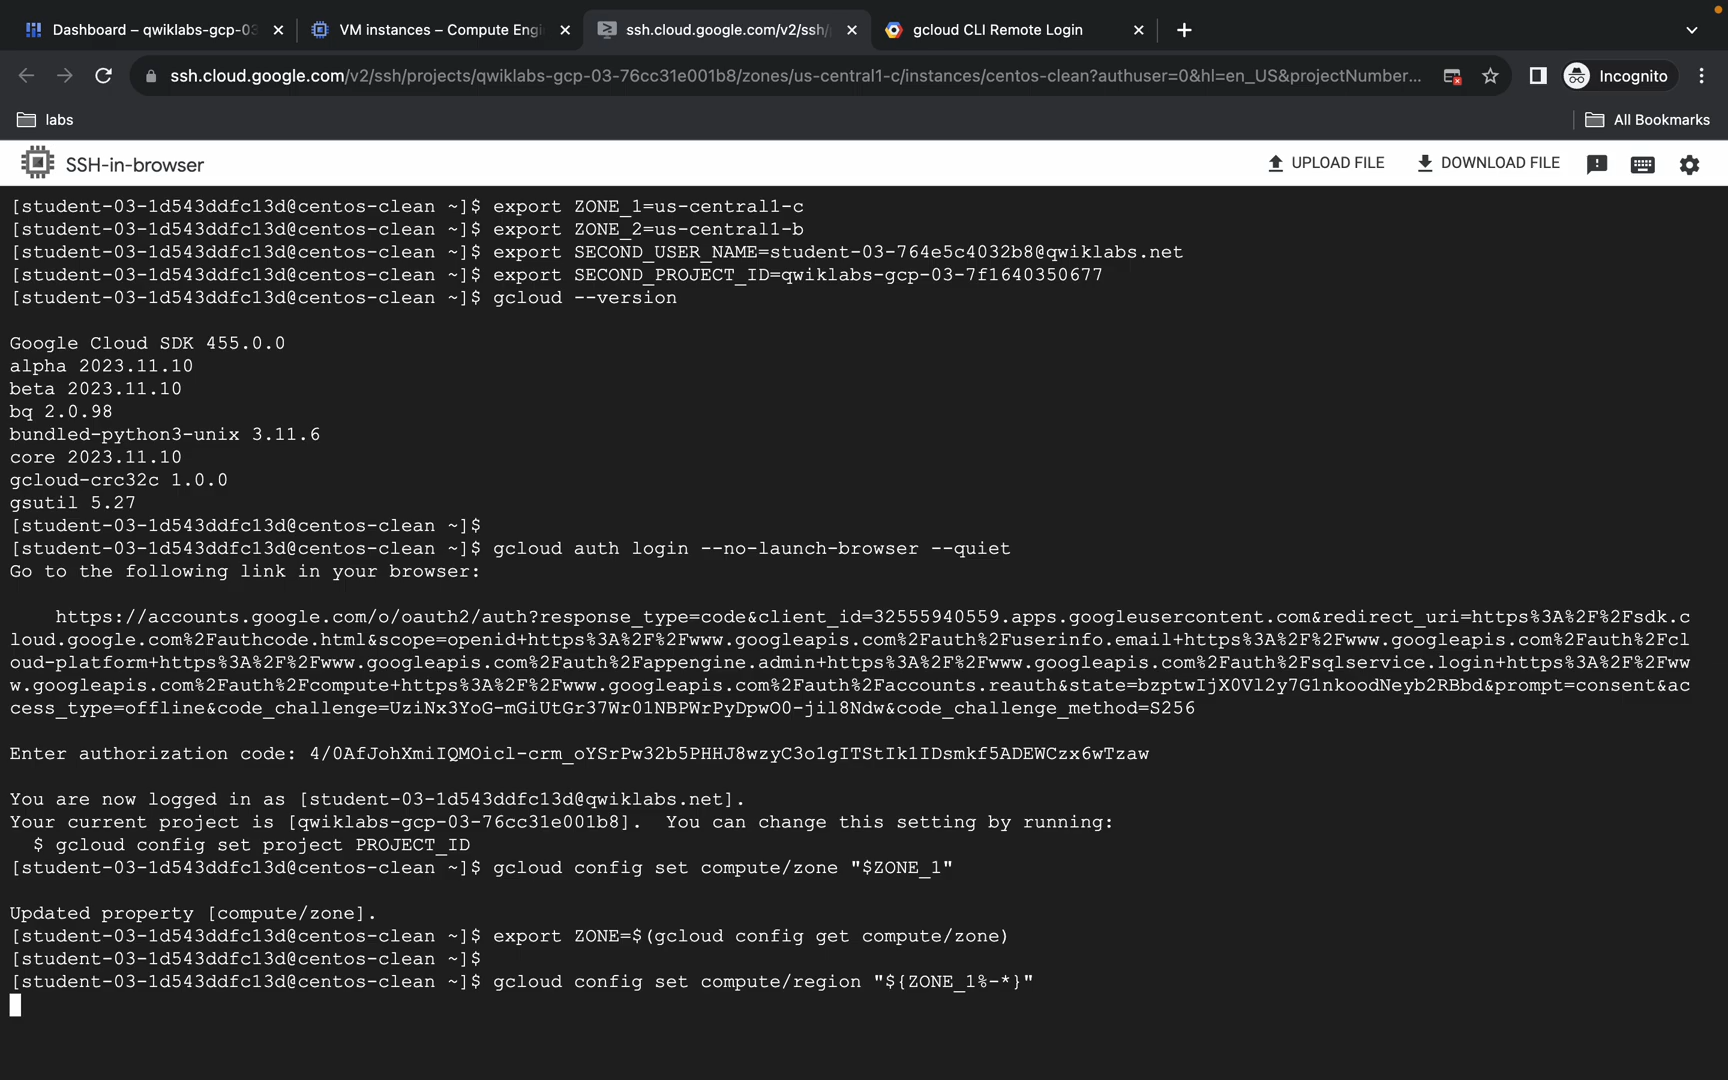 Dashboard – qwiklabs-gcp-03
VM instances – Compute Engi
ssh.cloud.google.com/v2/ssh/
gcloud CLI Remote Login
ssh.cloud.google.com/v2/ssh/projects/qwiklabs-gcp-03-76cc31e001b8/zones/us-central1-c/instances/centos-clean?authuser=0&hl=en_US&projectNumber...
Incognito
labs
All Bookmarks
SSH-in-browser
UPLOAD FILE
DOWNLOAD FILE
[student-03-1d543ddfc13d@centos-clean ~]$ export ZONE_1=us-central1-c
[student-03-1d543ddfc13d@centos-clean ~]$ export ZONE_2=us-central1-b
[student-03-1d543ddfc13d@centos-clean ~]$ export SECOND_USER_NAME=student-03-764e5c4032b8@qwiklabs.net
[student-03-1d543ddfc13d@centos-clean ~]$ export SECOND_PROJECT_ID=qwiklabs-gcp-03-7f1640350677
[student-03-1d543ddfc13d@centos-clean ~]$ gcloud --version
Google Cloud SDK 455.0.0
alpha 2023.11.10
beta 2023.11.10
bq 2.0.98
bundled-python3-unix 3.11.6
core 2023.11.10
gcloud-crc32c 1.0.0
gsutil 5.27
[student-03-1d543ddfc13d@centos-clean ~]$
[student-03-1d543ddfc13d@centos-clean ~]$ gcloud auth login --no-launch-browser --quiet
Go to the following link in your browser:
https://accounts.google.com/o/oauth2/auth?response_type=code&client_id=32555940559.apps.googleusercontent.com&redirect_uri=https%3A%2F%2Fsdk.c
loud.google.com%2Fauthcode.html&scope=openid+https%3A%2F%2Fwww.googleapis.com%2Fauth%2Fuserinfo.email+https%3A%2F%2Fwww.googleapis.com%2Fauth%2Fcl
oud-platform+https%3A%2F%2Fwww.googleapis.com%2Fauth%2Fappengine.admin+https%3A%2F%2Fwww.googleapis.com%2Fauth%2Fsqlservice.login+https%3A%2F%2Fww
w.googleapis.com%2Fauth%2Fcompute+https%3A%2F%2Fwww.googleapis.com%2Fauth%2Faccounts.reauth&state=bzptwIjX0Vl2y7G1nkoodNeyb2RBbd&prompt=consent&ac
cess_type=offline&code_challenge=UziNx3YoG-mGiUtGr37Wr01NBPWrPyDpwO0-jil8Ndw&code_challenge_method=S256
Enter authorization code: 4/0AfJohXmiIQMOicl-crm_oYSrPw32b5PHHJ8wzyC3o1gITStIk1IDsmkf5ADEWCzx6wTzaw
You are now logged in as [student-03-1d543ddfc13d@qwiklabs.net].
Your current project is [qwiklabs-gcp-03-76cc31e001b8].  You can change this setting by running:
$ gcloud config set project PROJECT_ID
[student-03-1d543ddfc13d@centos-clean ~]$ gcloud config set compute/zone "$ZONE_1"
Updated property [compute/zone].
[student-03-1d543ddfc13d@centos-clean ~]$ export ZONE=$(gcloud config get compute/zone)
[student-03-1d543ddfc13d@centos-clean ~]$
[student-03-1d543ddfc13d@centos-clean ~]$ gcloud config set compute/region "${ZONE_1%-*}"